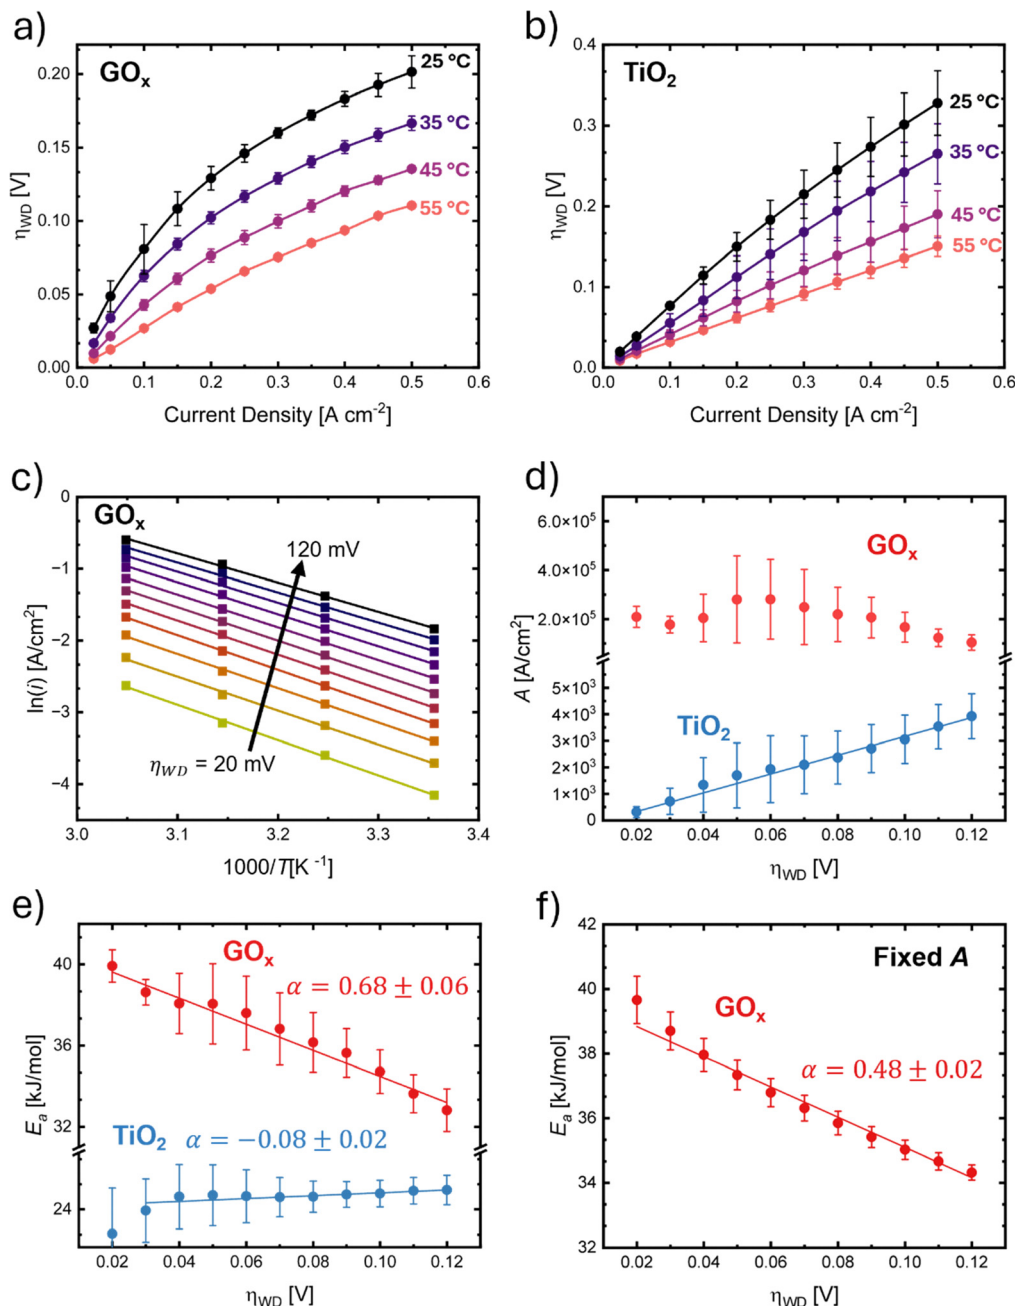 a)
GOx
25 °C
35 °C
45 °C
55 °C
0.20
0.15
0.10
0.05
0.00
ηWD [V]
0.0 0.1 0.2 0.3 0.4 0.5 0.6
Current Density [A cm-2]
b)
TiO2
25 °C
35 °C
45 °C
55 °C
0.4
0.3
0.2
0.1
0.0
ηWD [V]
0.0 0.1 0.2 0.3 0.4 0.5 0.6
Current Density [A cm-2]
c)
GOx
120 mV
ηWD = 20 mV
0
−1
−2
−3
−4
ln(i) [A/cm2]
3.0 3.1 3.2 3.3 3.4
1000/T[K -1]
d)
GOx
TiO2
6.0×105
4.0×105
2.0×105
5×103
4×103
3×103
2×103
1×103
0
A [A/cm2]
0.02 0.04 0.06 0.08 0.10 0.12
ηWD [V]
e)
GOx
α = 0.68 ± 0.06
TiO2 α = −0.08 ± 0.02
40
36
32
24
Ea [kJ/mol]
0.02 0.04 0.06 0.08 0.10 0.12
ηWD [V]
f)
Fixed A
GOx
α = 0.48 ± 0.02
42
40
38
36
34
32
Ea [kJ/mol]
0.02 0.04 0.06 0.08 0.10 0.12
ηWD [V]